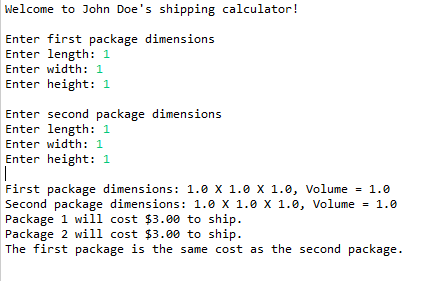 Welcome to John Doe's shipping calculator!
Enter first package dimensions
Enter length: 1
Enter width: 1
Enter height: 1
Enter second package dimensions
Enter length: 1
Enter width: 1
Enter height: 1
First package dimensions: 1.0 X 1.0 X 1.0, Volume = 1.0
Second package dimensions: 1.0 X 1.0 X 1.0, Volume = 1.0
Package 1 will cost $3.00 to ship.
Package 2 will cost $3.00 to ship.
The first package is the same cost as the second package.